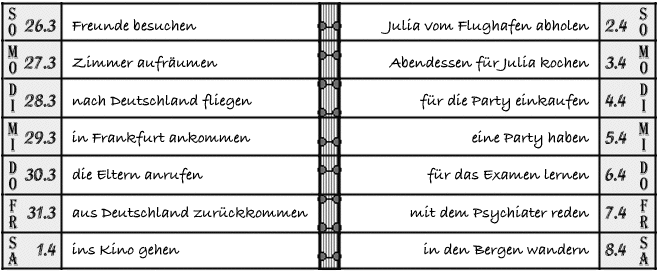 SO 26.3 Freunde besuchen
MO 27.3 Zimmer aufräumen
DI 28.3 nach Deutschland fliegen
MI 29.3 in Frankfurt ankommen
DO 30.3 die Eltern anrufen
FR 31.3 aus Deutschland zurückkommen
SA 1.4 ins Kino gehen
Julia vom Flughafen abholen 2.4 SO
Abendessen für Julia kochen 3.4 MO
für die Party einkaufen 4.4 DI
eine Party haben 5.4 MI
für das Examen lernen 6.4 DO
mit dem Psychiater reden 7.4 FR
in den Bergen wandern 8.4 SA